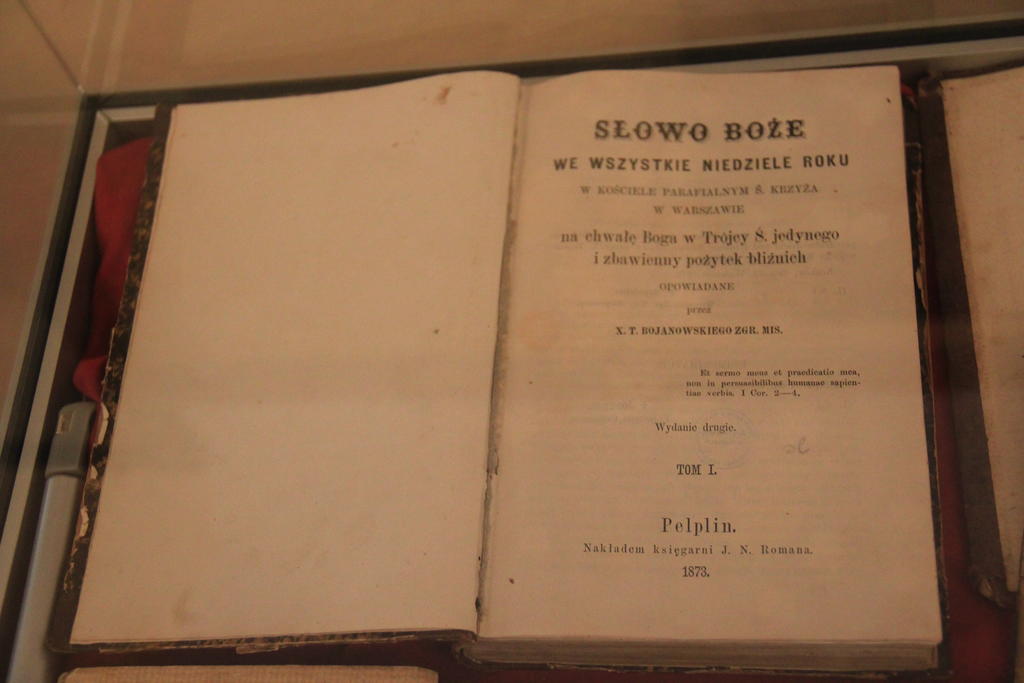 SŁOWO BOŻE
WE WSZYSTKIE NIEDZIELE ROKU
W KOŚCIELE PARAFIALNYM Ś. KRZYŻA
W WARSZAWIE
na chwałę Boga w Trójcy Ś. jedynego
i zbawienny pożytek bliźnich
OPOWIADANE
przez
X. T. BOJANOWSKIEGO ZGR. MIS.
Et sermo meus et praedicatio mea,
non in persuasibilibus humanae sapien-
tiae verbis. I Cor. 2—4.
Wydanie drugie.
TOM I.
Pelplin.
Nakładem księgarni J. N. Romana.
1873.